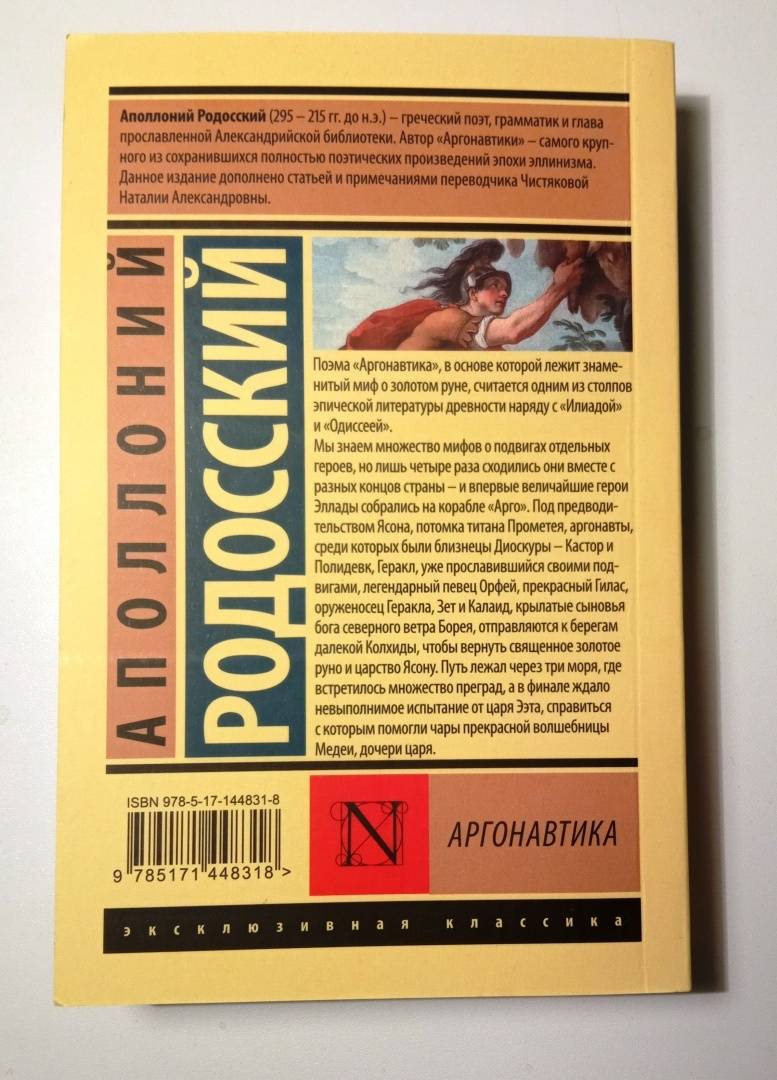 Аполлоний Родосский (295 – 215 гг. до н.э.) – греческий поэт, грамматик и глава
прославленной Александрийской библиотеки. Автор «Аргонавтики» – самого круп-
ного из сохранившихся полностью поэтических произведений эпохи эллинизма.
Данное издание дополнено статьей и примечаниями переводчика Чистяковой
Наталии Александровны.
АПОЛЛОНИЙ
РОДОССКИЙ
Поэма «Аргонавтика», в основе которой лежит знаме-
нитый миф о золотом руне, считается одним из столпов
эпической литературы древности наряду с «Илиадой»
и «Одиссеей».
Мы знаем множество мифов о подвигах отдельных
героев, но лишь четыре раза сходились они вместе с
разных концов страны – и впервые величайшие герои
Эллады собрались на корабле «Арго». Под предводи-
тельством Ясона, потомка титана Прометея, аргонавты,
среди которых были близнецы Диоскуры – Кастор и
Полидевк, Геракл, уже прославившийся своими под-
вигами, легендарный певец Орфей, прекрасный Гилас,
оруженосец Геракла, Зет и Калаид, крылатые сыновья
бога северного ветра Борея, отправляются к берегам
далекой Колхиды, чтобы вернуть священное золотое
руно и царство Ясону. Путь лежал через три моря, где
встретилось множество преград, а в финале ждало
невыполнимое испытание от царя Ээта, справиться
с которым помогли чары прекрасной волшебницы
Медеи, дочери царя.
ISBN 978-5-17-144831-8
9 785171 448318 >
N
АРГОНАВТИКА
эксклюзивная классика